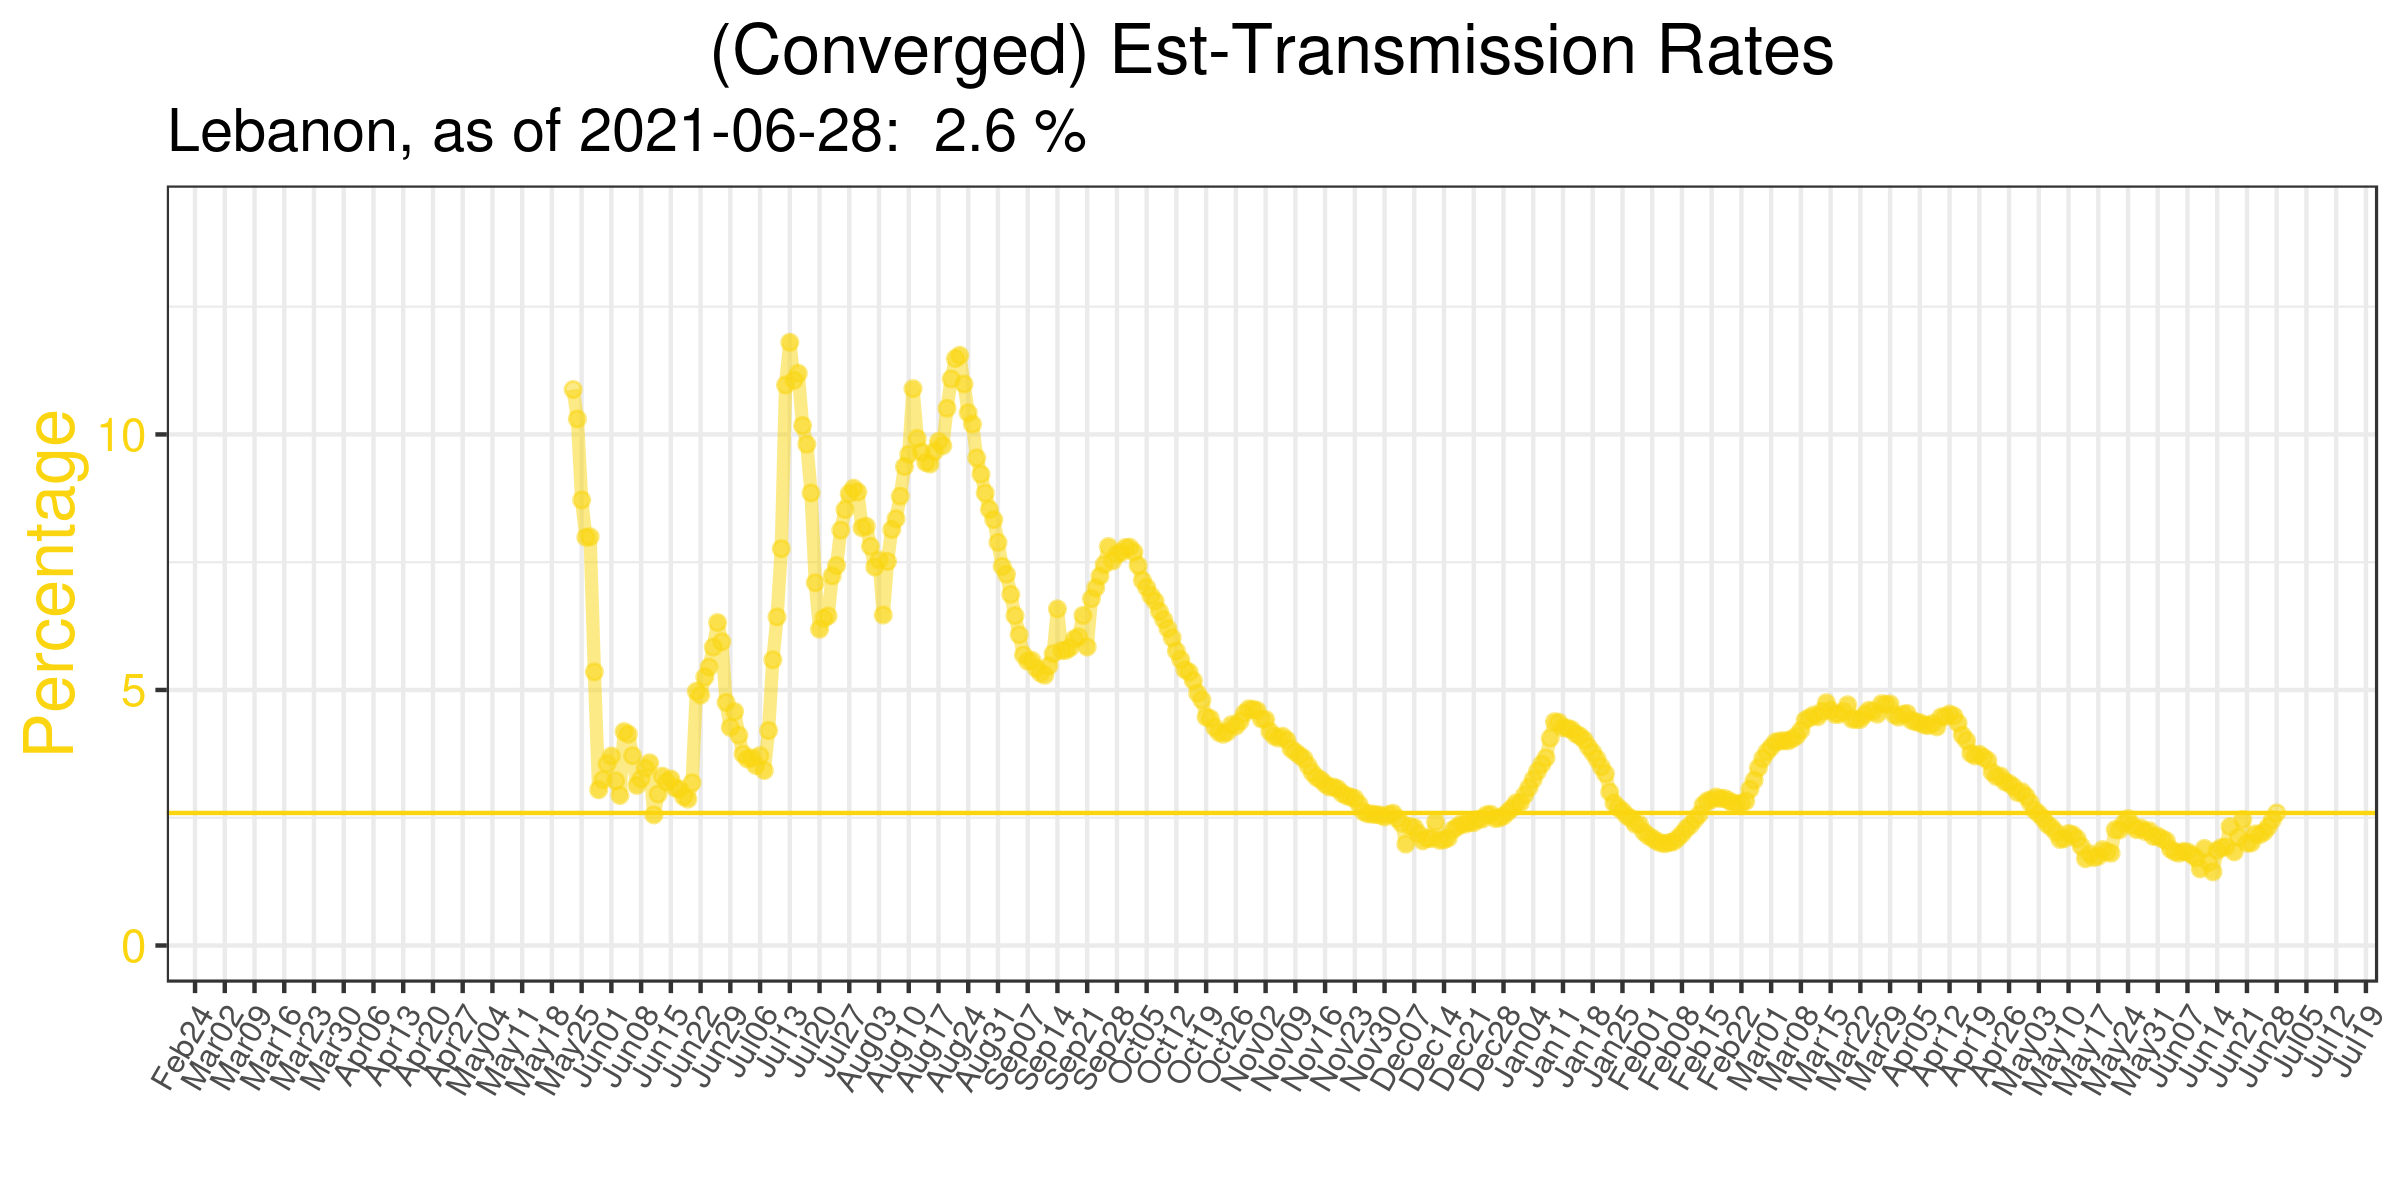 (Converged) Est-Transmission Rates
Lebanon, as of 2021-06-28:  2.6 %
Percentage
10
5
0
Feb24
Mar02
Mar09
Mar16
Mar23
Mar30
Apr06
Apr13
Apr20
Apr27
May04
May11
May18
May25
Jun01
Jun08
Jun15
Jun22
Jun29
Jul06
Jul13
Jul20
Jul27
Aug03
Aug10
Aug17
Aug24
Aug31
Sep07
Sep14
Sep21
Sep28
Oct05
Oct12
Oct19
Oct26
Nov02
Nov09
Nov16
Nov23
Nov30
Dec07
Dec14
Dec21
Dec28
Jan04
Jan11
Jan18
Jan25
Feb01
Feb08
Feb15
Feb22
Mar01
Mar08
Mar15
Mar22
Mar29
Apr05
Apr12
Apr19
Apr26
May03
May10
May17
May24
May31
Jun07
Jun14
Jun21
Jun28
Jul05
Jul12
Jul19